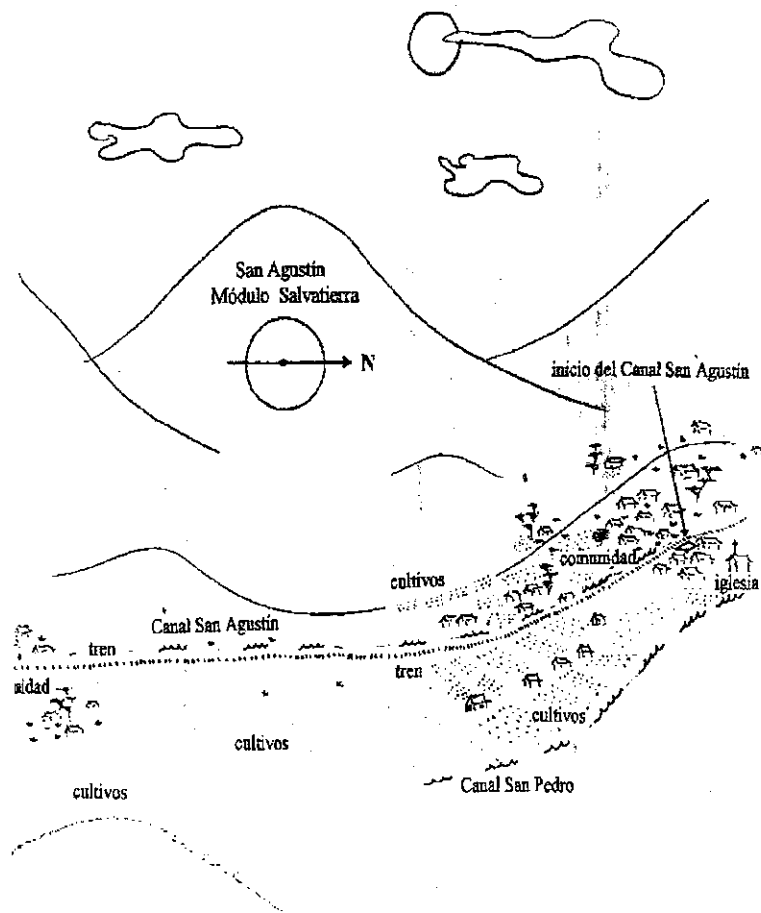 San Agustín
Módulo Salvatierra
N
inicio del Canal San Agustín
comunidad
cultivos
iglesia
Canal San Agustín
tren
tren
nidad
cultivos
cultivos
Canal San Pedro
cultivos